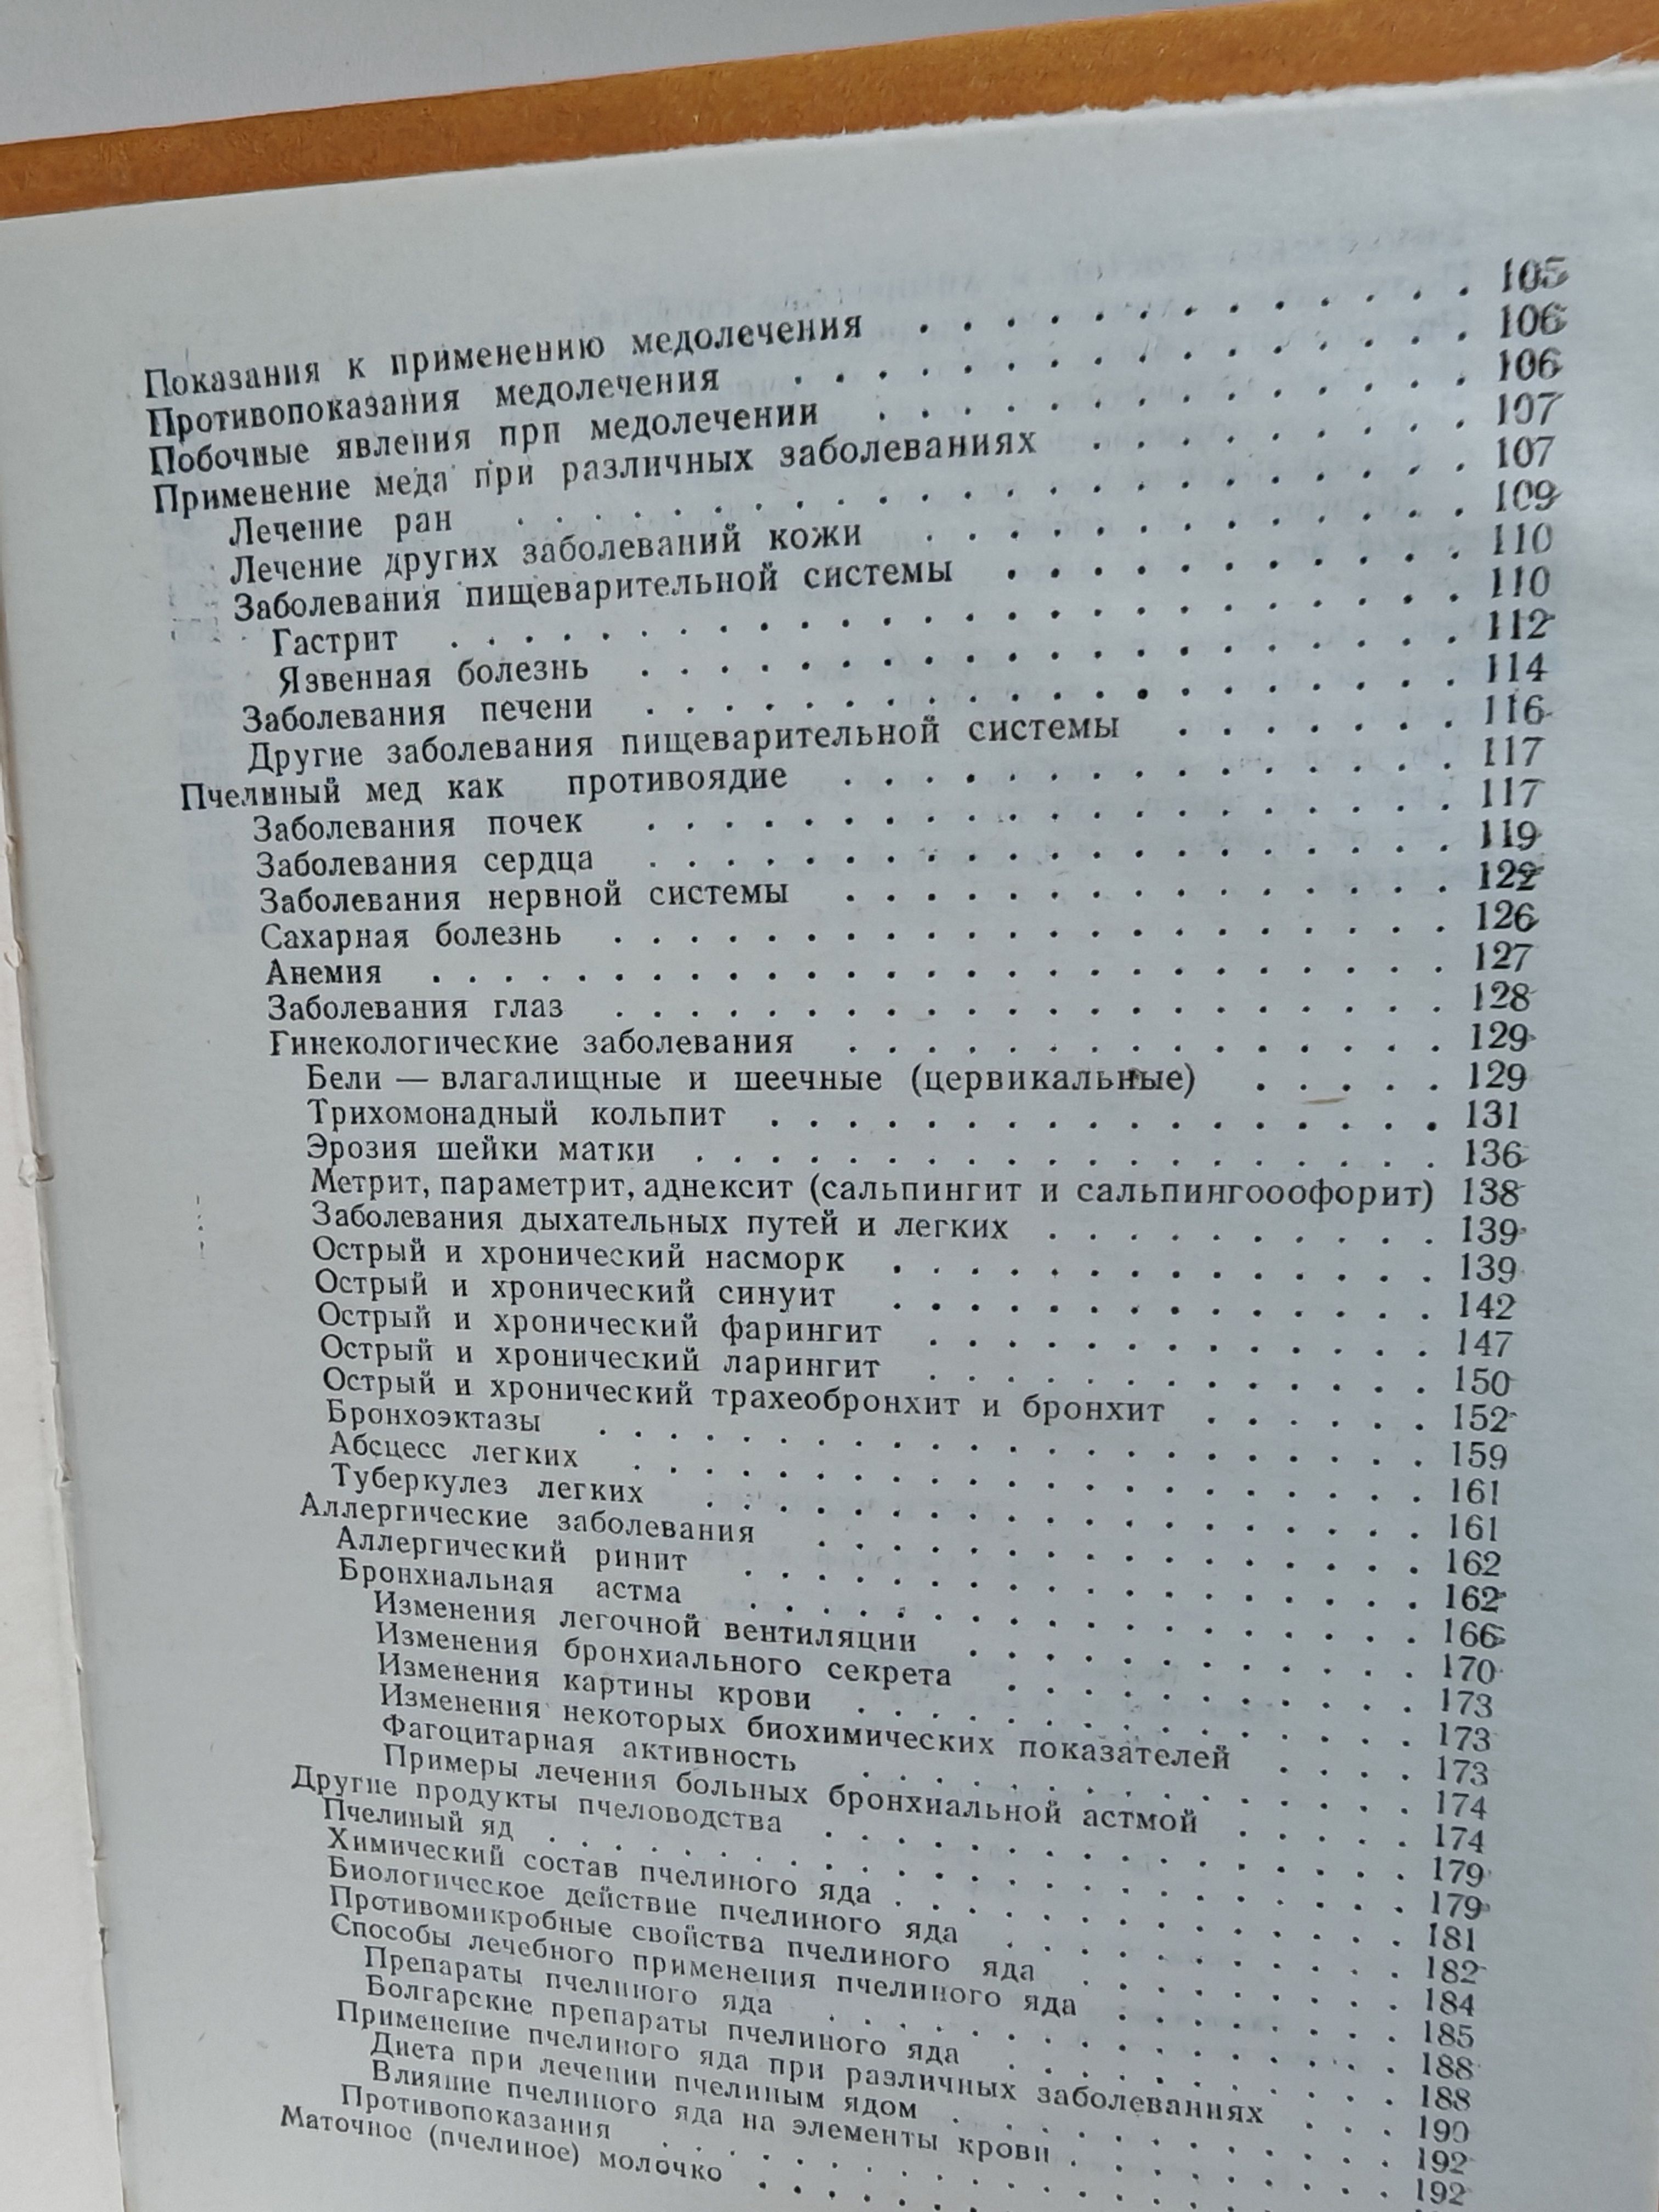 Показания к применению медолечения . . . . . . . . . . . . . 105
Противопоказания медолечения . . . . . . . . . . . . . . . . 106
Побочные явления при медолечении . . . . . . . . . . . . . . 106
Применение меда при различных заболеваниях . . . . . . . . . 107
Лечение ран . . . . . . . . . . . . . . . . . . . . . . 107
Лечение других заболеваний кожи . . . . . . . . . . . . . 109
Заболевания пищеварительной системы . . . . . . . . . . . 110
Гастрит . . . . . . . . . . . . . . . . . . . . . . . 110
Язвенная болезнь . . . . . . . . . . . . . . . . . . . 112
Заболевания печени . . . . . . . . . . . . . . . . . . . 114
Другие заболевания пищеварительной системы . . . . . . . 116
Пчелиный мед как противоядие . . . . . . . . . . . . . . . 117
Заболевания почек . . . . . . . . . . . . . . . . . . . 117
Заболевания сердца . . . . . . . . . . . . . . . . . . . 119
Заболевания нервной системы . . . . . . . . . . . . . . . 122
Сахарная болезнь . . . . . . . . . . . . . . . . . . . . 126
Анемия . . . . . . . . . . . . . . . . . . . . . . . . 127
Заболевания глаз . . . . . . . . . . . . . . . . . . . . 128
Гинекологические заболевания . . . . . . . . . . . . . . 129
Бели — влагалищные и шеечные (цервикальные) . . . . . 129
Трихомонадный кольпит . . . . . . . . . . . . . . . . 131
Эрозия шейки матки . . . . . . . . . . . . . . . . . . 136
Метрит, параметрит, аднексит (сальпингит и сальпингооофорит) 138
Заболевания дыхательных путей и легких . . . . . . . . . . 139
Острый и хронический насморк . . . . . . . . . . . . . . 139
Острый и хронический синуит . . . . . . . . . . . . . . 142
Острый и хронический фарингит . . . . . . . . . . . . . 147
Острый и хронический ларингит . . . . . . . . . . . . . 150
Острый и хронический трахеобронхит и бронхит . . . . . . 152
Бронхоэктазы . . . . . . . . . . . . . . . . . . . . . 159
Абсцесс легких . . . . . . . . . . . . . . . . . . . . 161
Туберкулез легких . . . . . . . . . . . . . . . . . . . 161
Аллергические заболевания . . . . . . . . . . . . . . . . 162
Аллергический ринит . . . . . . . . . . . . . . . . . . 162
Бронхиальная астма . . . . . . . . . . . . . . . . . . 166
Изменения легочной вентиляции . . . . . . . . . . . . 170
Изменения бронхиального секрета . . . . . . . . . . . 173
Изменения картины крови . . . . . . . . . . . . . . . 173
Изменения некоторых биохимических показателей . . . . 173
Фагоцитарная активность . . . . . . . . . . . . . . . 174
Примеры лечения больных бронхиальной астмой . . . . . 174
Другие продукты пчеловодства . . . . . . . . . . . . . . . 179
Пчелиный яд . . . . . . . . . . . . . . . . . . . . . . 179
Химический состав пчелиного яда . . . . . . . . . . . . . 181
Биологическое действие пчелиного яда . . . . . . . . . . . 182
Противомикробные свойства пчелиного яда . . . . . . . . . 184
Способы лечебного применения пчелиного яда . . . . . . . . 185
Препараты пчелиного яда . . . . . . . . . . . . . . . . 188
Болгарские препараты пчелиного яда . . . . . . . . . . . 188
Применение пчелиного яда при различных заболеваниях . . . 190
Диета при лечении пчелиным ядом . . . . . . . . . . . . 192
Влияние пчелиного яда на элементы крови . . . . . . . . 192
Противопоказания . . . . . . . . . . . . . . . . . . . .
Маточное (пчелиное) молочко . . . . . .